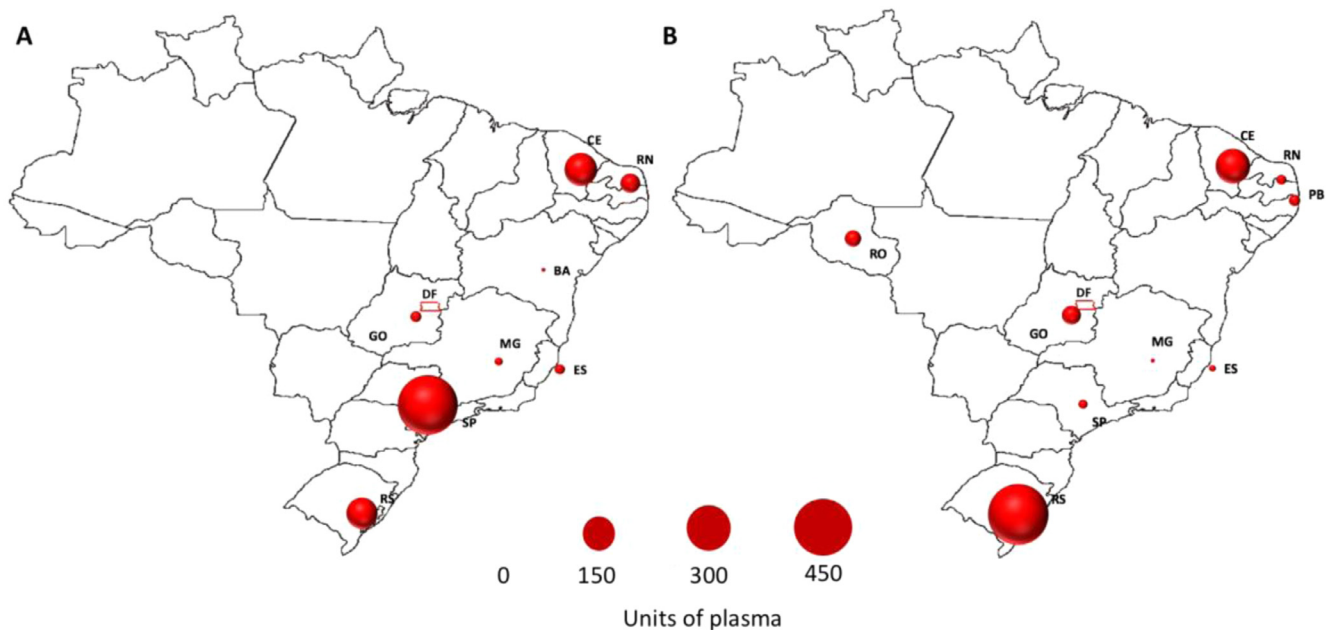 A
CE
RN
BA
DF
GO
MG
ES
SP
RS
B
CE
RN
PB
RO
DF
GO
MG
ES
SP
RS
0 150 300 450
Units of plasma